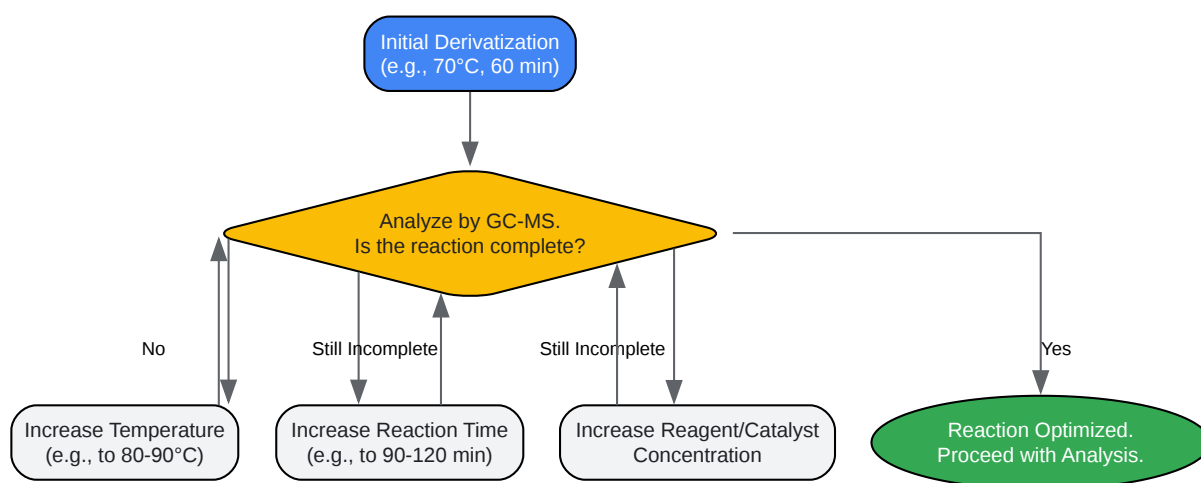 Initial Derivatization
(e.g., 70°C, 60 min)
Analyze by GC-MS.
Is the reaction complete?
No
Still Incomplete
Still Incomplete
Yes
Increase Temperature
(e.g., to 80-90°C)
Increase Reaction Time
(e.g., to 90-120 min)
Increase Reagent/Catalyst
Concentration
Reaction Optimized.
Proceed with Analysis.